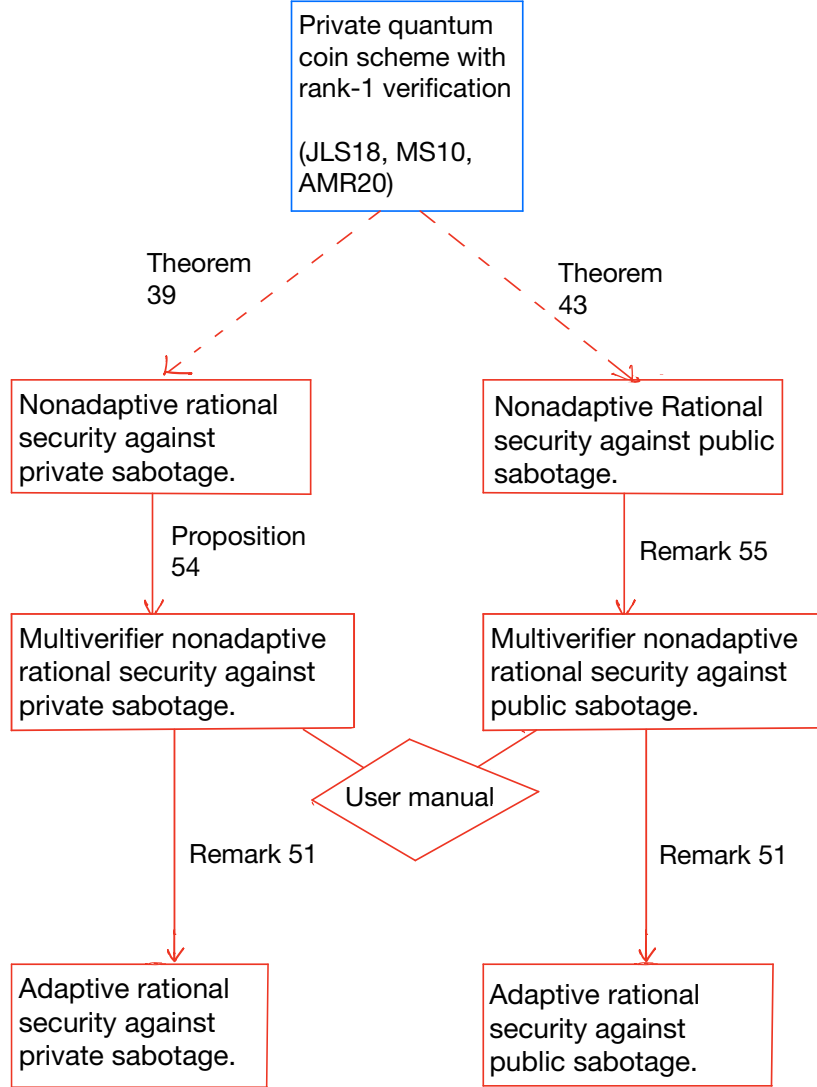 Private quantum
coin scheme with
rank-1 verification
(JLS18, MS10,
AMR20)
Theorem
39
Theorem
43
Nonadaptive rational
security against
private sabotage.
Nonadaptive Rational
security against public
sabotage.
Proposition
54
Remark 55
Multiverifier nonadaptive
rational security against
private sabotage.
Multiverifier nonadaptive
rational security against
public sabotage.
User manual
Remark 51
Remark 51
Adaptive rational
security against
private sabotage.
Adaptive rational
security against
public sabotage.